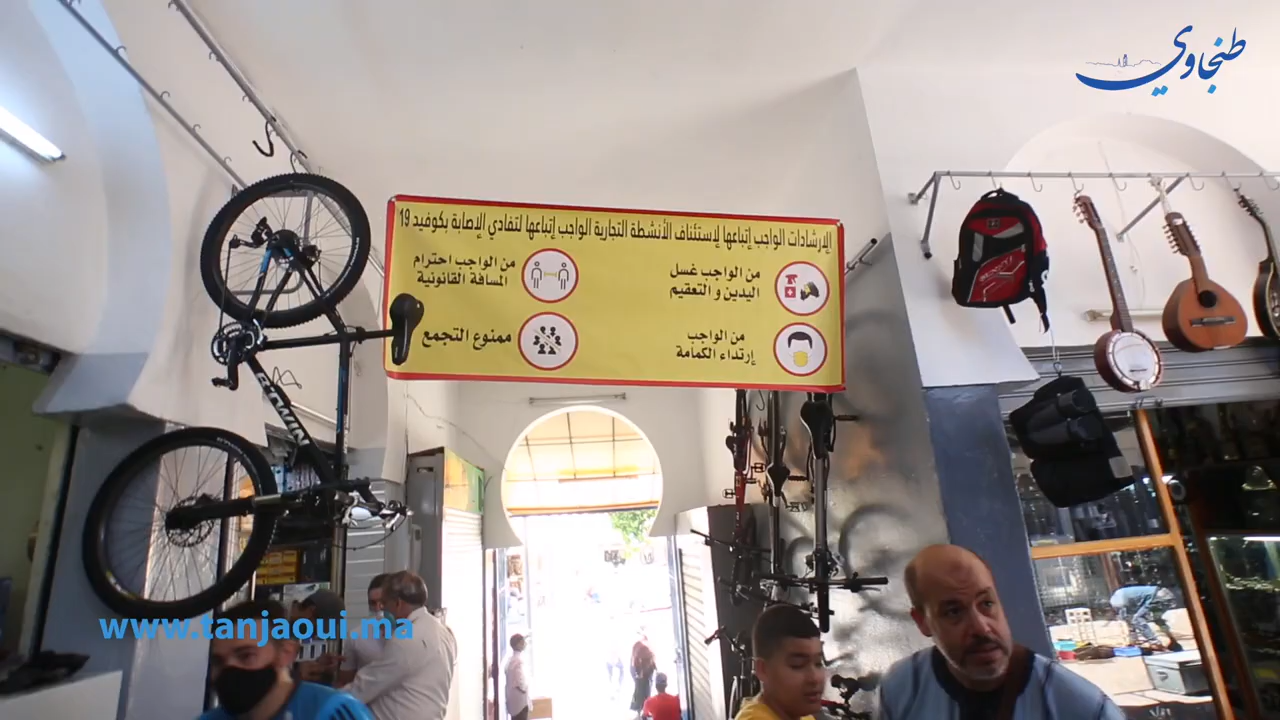 طنجاوي
الإرشادات الواجب إتباعها لإستئناف الأنشطة التجارية الواجب إتباعها لتفادي الإصابة بكوفيد 19
من الواجب غسل
اليدين و التعقيم
من الواجب احترام
المسافة القانونية
من الواجب
إرتداء الكمامة
ممنوع التجمع
BTWIN
www.tanjaoui.ma